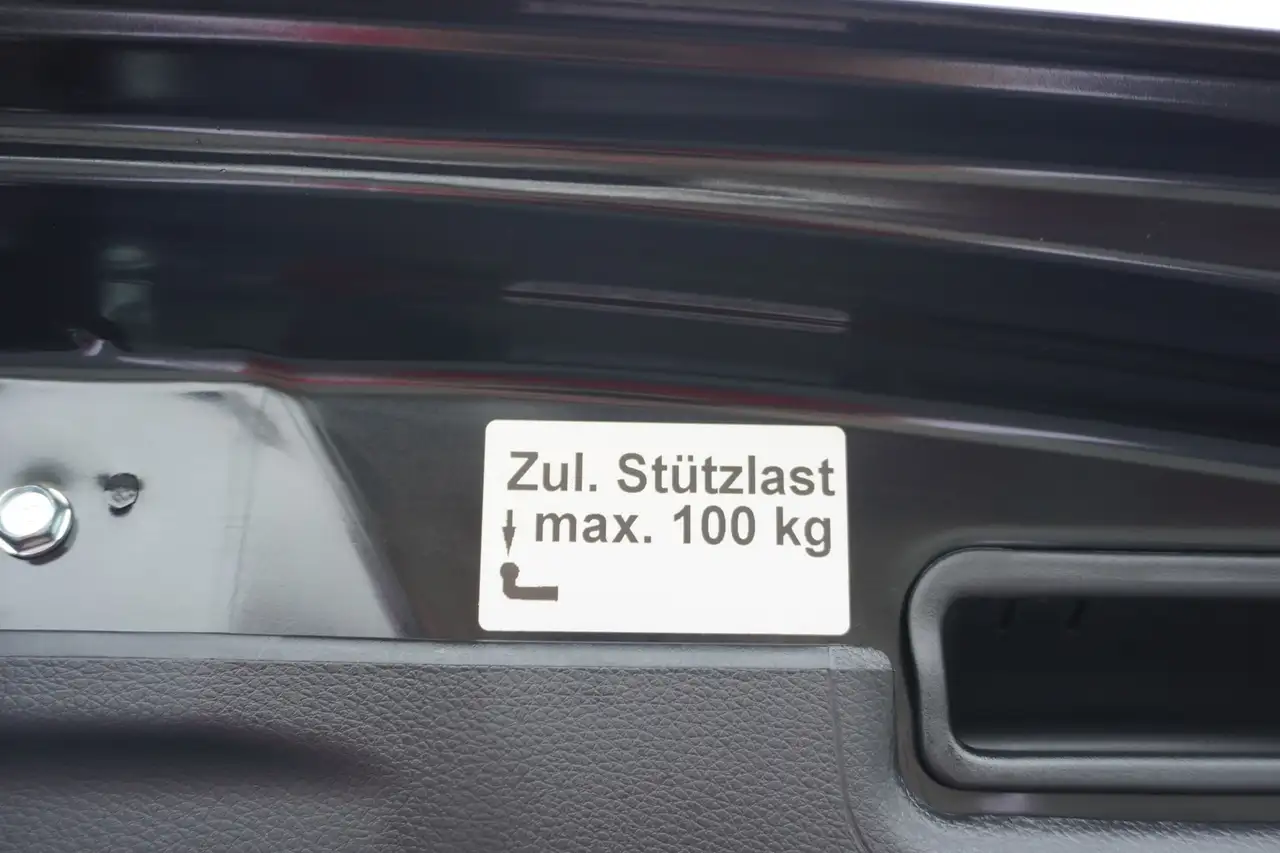 Zul. Stützlast
max. 100 kg